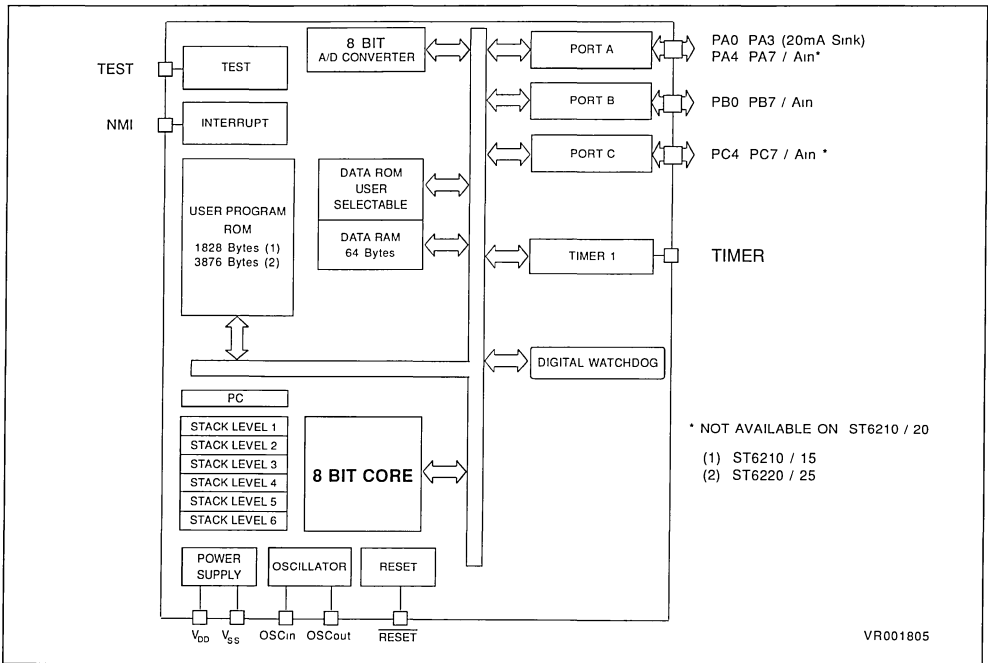 8 BIT
A/D CONVERTER
PORT A
PA0 PA3 (20mA Sink)
PA4 PA7 / Ain*
TEST
TEST
PORT B
PB0 PB7 / Ain
NMI
INTERRUPT
PORT C
PC4 PC7 / Ain *
DATA ROM
USER
SELECTABLE
USER PROGRAM
ROM
1828 Bytes (1)
3876 Bytes (2)
DATA RAM
64 Bytes
TIMER 1
TIMER
DIGITAL WATCHDOG
PC
STACK LEVEL 1
STACK LEVEL 2
STACK LEVEL 3
STACK LEVEL 4
STACK LEVEL 5
STACK LEVEL 6
8 BIT CORE
* NOT AVAILABLE ON ST6210 / 20
(1) ST6210 / 15
(2) ST6220 / 25
POWER
SUPPLY
OSCILLATOR
RESET
VDD VSS OSCin OSCout RESET
VR001805